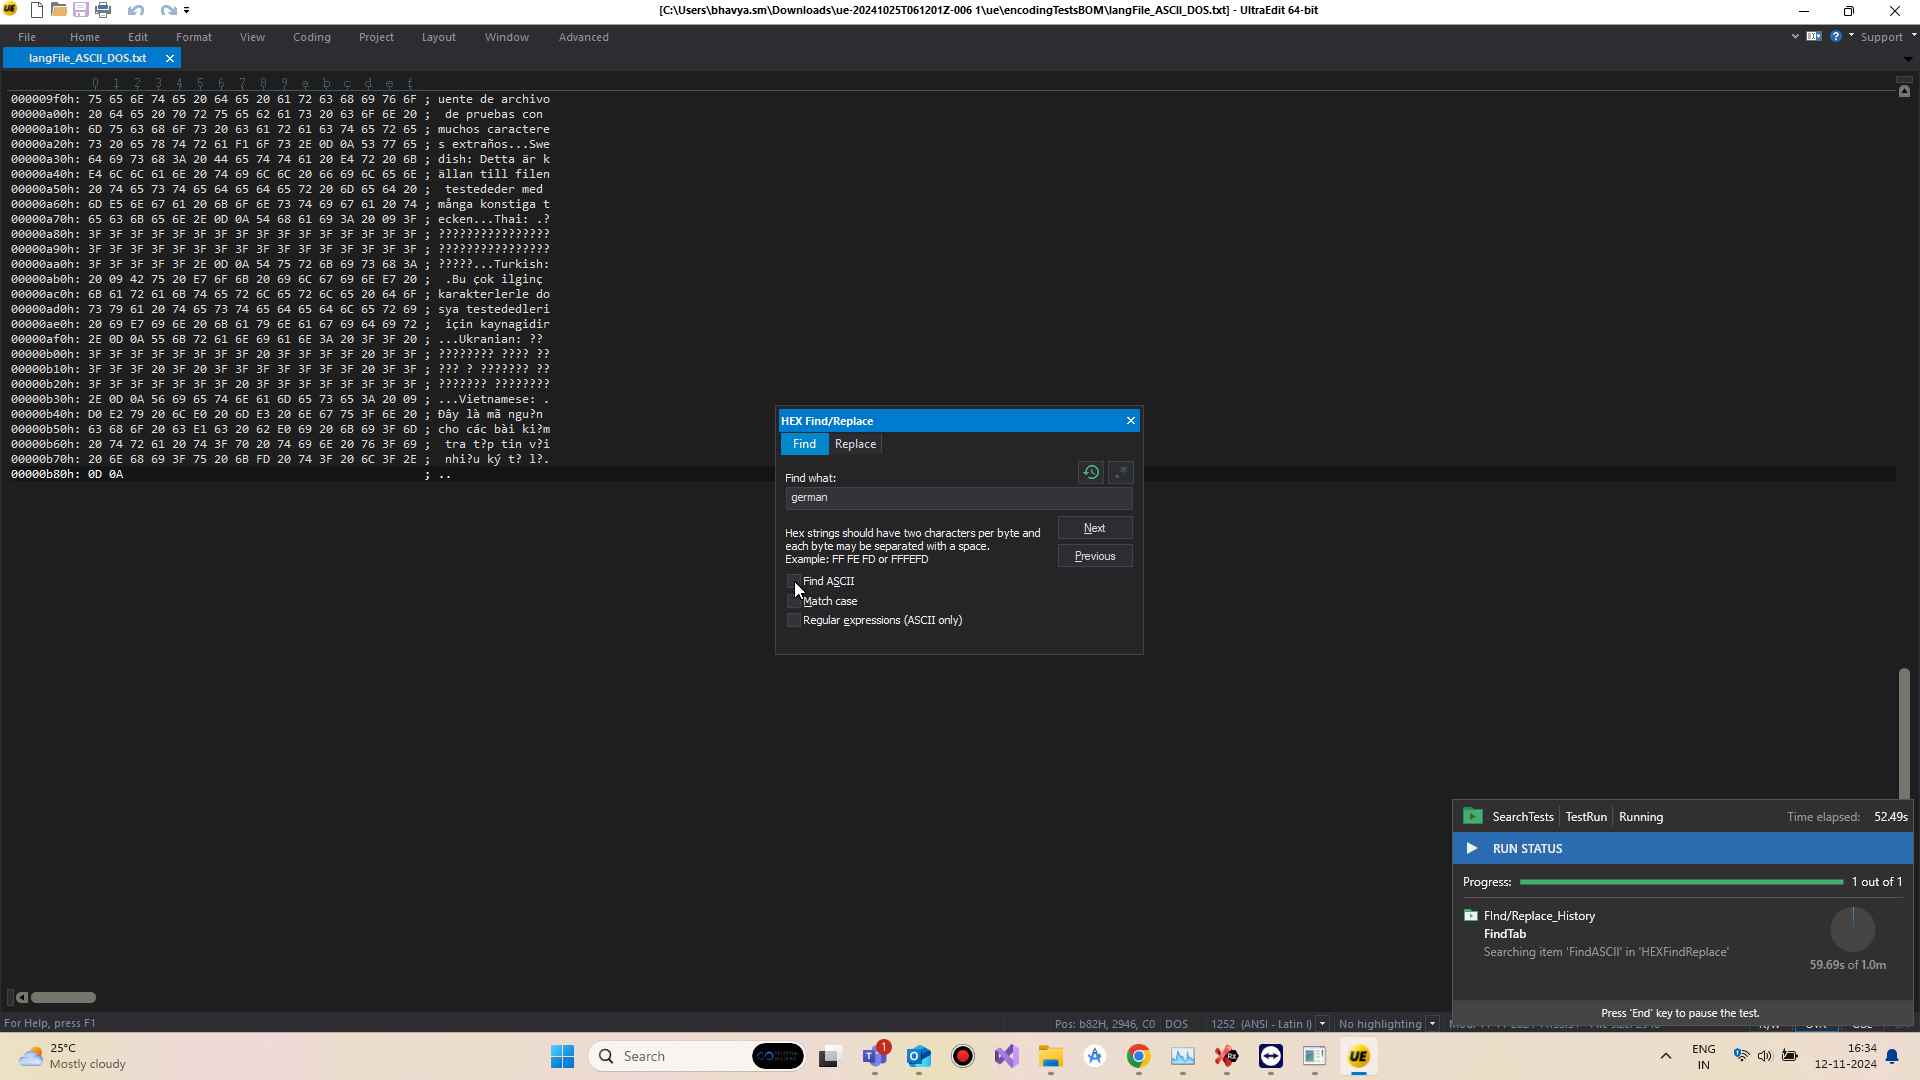 [C:\Users\bhavya.sm\Downloads\ue-20241025T061201Z-006 1\ue\encodingTestsBOM\langFile_ASCII_DOS.txt] - UltraEdit 64-bit
File Home Edit Format View Coding Project Layout Window Advanced Support
langFile_ASCII_DOS.txt
0 1 2 3 4 5 6 7 8 9 a b c d e f
000009f0h: 75 65 6E 74 65 20 64 65 20 61 72 63 68 69 76 6F ; uente de archivo
00000a00h: 20 64 65 20 70 72 75 65 62 61 73 20 63 6F 6E 20 ;  de pruebas con
00000a10h: 6D 75 63 68 6F 73 20 63 61 72 61 63 74 65 72 65 ; muchos caractere
00000a20h: 73 20 65 78 74 72 61 F1 6F 73 2E 0D 0A 53 77 65 ; s extraños...Swe
00000a30h: 64 69 73 68 3A 20 44 65 74 74 61 20 E4 72 20 6B ; dish: Detta är k
00000a40h: E4 6C 6C 61 6E 20 74 69 6C 6C 20 66 69 6C 65 6E ; ällan till filen
00000a50h: 20 74 65 73 74 65 64 65 64 65 72 20 6D 65 64 20 ;  testededer med
00000a60h: 6D E5 6E 67 61 20 6B 6F 6E 73 74 69 67 61 20 74 ; många konstiga t
00000a70h: 65 63 6B 65 6E 2E 0D 0A 54 68 61 69 3A 20 09 3F ; ecken...Thai: .?
00000a80h: 3F 3F 3F 3F 3F 3F 3F 3F 3F 3F 3F 3F 3F 3F 3F 3F ; ????????????????
00000a90h: 3F 3F 3F 3F 3F 3F 3F 3F 3F 3F 3F 3F 3F 3F 3F 3F ; ????????????????
00000aa0h: 3F 3F 3F 3F 3F 2E 0D 0A 54 75 72 6B 69 73 68 3A ; ?????...Turkish:
00000ab0h: 20 09 42 75 20 E7 6F 6B 20 69 6C 67 69 6E E7 20 ;  .Bu çok ilginç
00000ac0h: 6B 61 72 61 6B 74 65 72 6C 65 72 6C 65 20 64 6F ; karakterlerle do
00000ad0h: 73 79 61 20 74 65 73 74 65 64 65 64 6C 65 72 69 ; sya testededleri
00000ae0h: 20 69 E7 69 6E 20 6B 61 79 6E 61 67 69 64 69 72 ;  için kaynagidir
00000af0h: 2E 0D 0A 55 6B 72 61 6E 69 61 6E 3A 20 3F 3F 20 ; ...Ukranian: ??
00000b00h: 3F 3F 3F 3F 3F 3F 3F 3F 20 3F 3F 3F 3F 20 3F 3F ; ???????? ???? ??
00000b10h: 3F 3F 3F 20 3F 20 3F 3F 3F 3F 3F 3F 3F 20 3F 3F ; ??? ? ??????? ??
00000b20h: 3F 3F 3F 3F 3F 3F 3F 20 3F 3F 3F 3F 3F 3F 3F 3F ; ??????? ????????
00000b30h: 2E 0D 0A 56 69 65 74 6E 61 6D 65 73 65 3A 20 09 ; ...Vietnamese: .
00000b40h: D0 E2 79 20 6C E0 20 6D E3 20 6E 67 75 3F 6E 20 ; Ðây là mã ngu?n
00000b50h: 63 68 6F 20 63 E1 63 20 62 E0 69 20 6B 69 3F 6D ; cho các bài ki?m
00000b60h: 20 74 72 61 20 74 3F 70 20 74 69 6E 20 76 3F 69 ;  tra t?p tin v?i
00000b70h: 20 6E 68 69 3F 75 20 6B FD 20 74 3F 20 6C 3F 2E ;  nhi?u ký t? l?.
00000b80h: 0D 0A ; ..
HEX Find/Replace
Find Replace
Find what:
german
Hex strings should have two characters per byte and
each byte may be separated with a space.
Example: FF FE FD or FFFEFD
Next
Previous
Find ASCII
Match case
Regular expressions (ASCII only)
SearchTests TestRun Running Time elapsed: 52.49s
RUN STATUS
Progress: 1 out of 1
FInd/Replace_History
FindTab
Searching item 'FindASCII' in 'HEXFindReplace'
59.69s of 1.0m
Press 'End' key to pause the test.
For Help, press F1 Pos: b82H, 2946, C0 DOS 1252 (ANSI - Latin I) No highlighting
25°C
Mostly cloudy
Search
1
UE
ENG
IN
16:34
12-11-2024